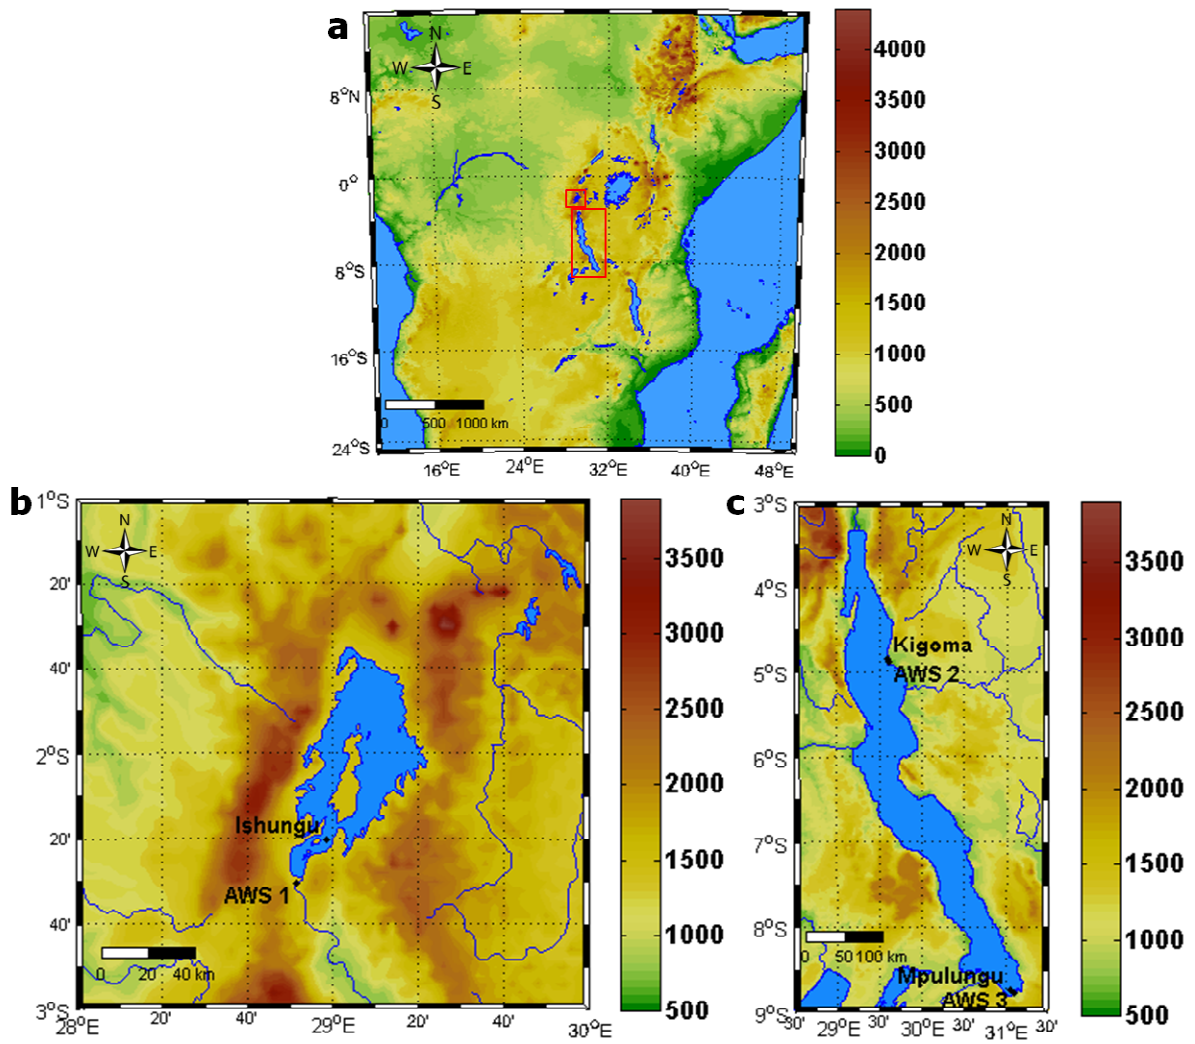 a
N
W E
S
8°N
0°
8°S
16°S
24°S
16°E 24°E 32°E 40°E 48°E
0 500 1000 km
4000
3500
3000
2500
2000
1500
1000
500
0
b
1°S
20'
40'
2°S
20'
40'
3°S
28°E 20' 40' 29°E 20' 40' 30°E
N
W E
S
Ishungu
AWS 1
0 20 40 km
3500
3000
2500
2000
1500
1000
500
c
3°S
4°S
5°S
6°S
7°S
8°S
9°S
30' 29°E 30' 30°E 30' 31°E 30'
N
W E
S
Kigoma
AWS 2
0 50 100 km
Mpulungu
AWS 3
3500
3000
2500
2000
1500
1000
500